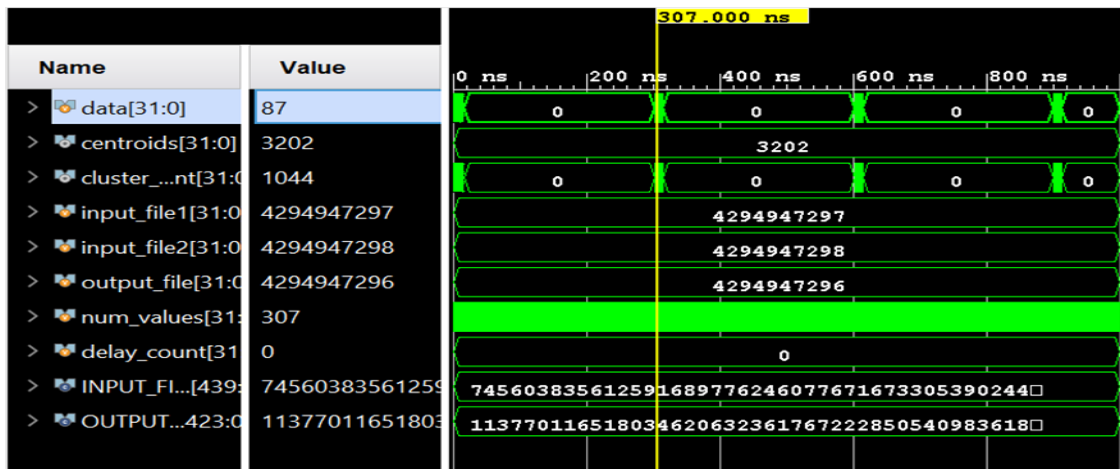 307.000 ns
Name Value
0 ns 200 ns 400 ns 600 ns 800 ns
> data[31:0] 87 0 0 0 0
> centroids[31:0] 3202 3202
> cluster_...nt[31:0 1044 0 0 0 0
> input_file1[31:0 4294947297 4294947297
> input_file2[31:0 4294947298 4294947298
> output_file[31:0 4294947296 4294947296
> num_values[31: 307
> delay_count[31 0 0
> INPUT_FI...[439: 74560383561259 745603835612591689776246077671673305390244□
> OUTPUT...423:0 11377011651803 113770116518034620632361767222850540983618□